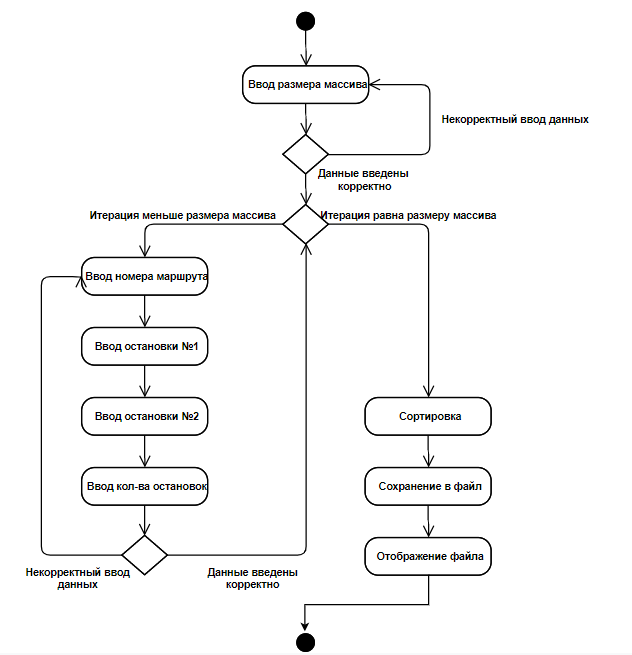 Ввод размера массива
Некорректный ввод данных
Данные введены
корректно
Итерация меньше размера массива
Итерация равна размеру массива
Ввод номера маршрута
Ввод остановки №1
Ввод остановки №2
Ввод кол-ва остановок
Некорректный ввод
данных
Данные введены
корректно
Сортировка
Сохранение в файл
Отображение файла